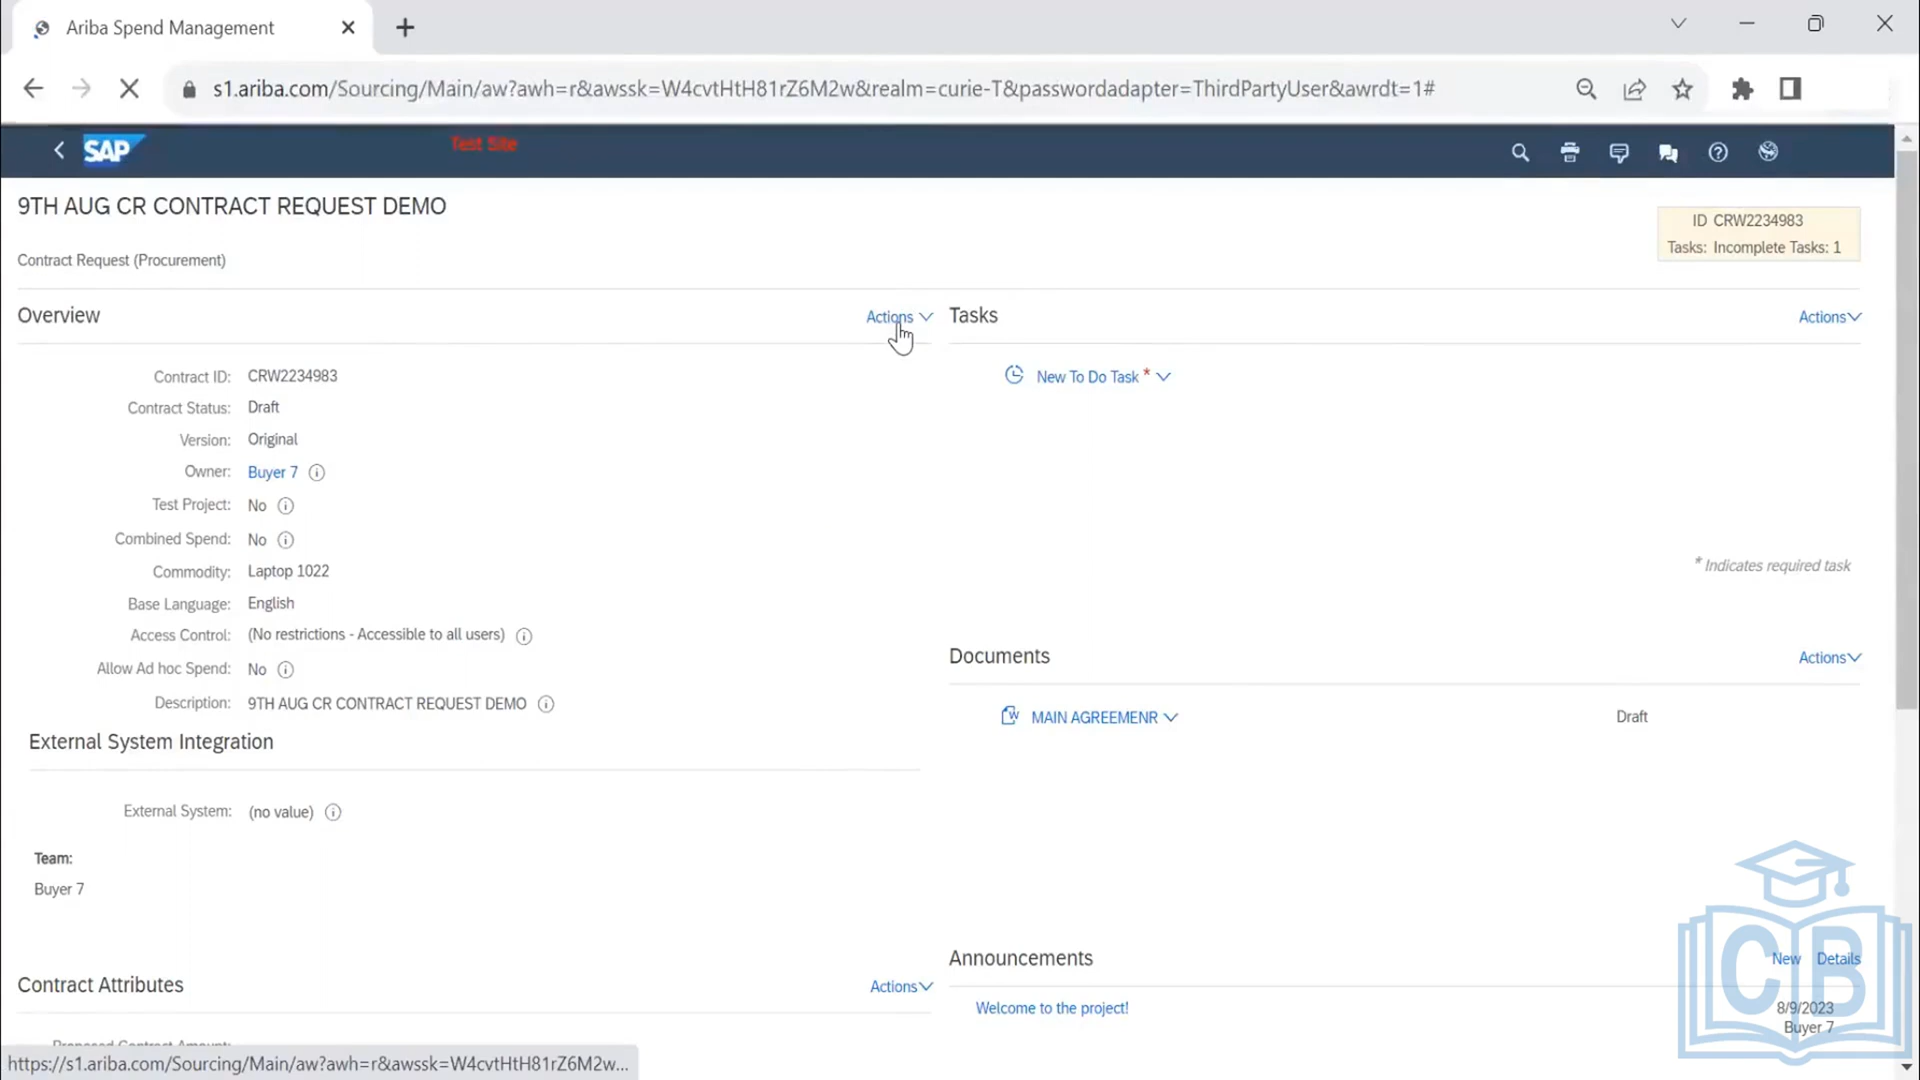 Ariba Spend Management
s1.ariba.com/Sourcing/Main/aw?awh=r&awssk=W4cvtHtH81rZ6M2w&realm=curie-T&passwordadapter=ThirdPartyUser&awrdt=1#
SAP
Test Site
9TH AUG CR CONTRACT REQUEST DEMO
ID CRW2234983
Tasks: Incomplete Tasks: 1
Contract Request (Procurement)
Overview
Actions
Contract ID: CRW2234983
Contract Status: Draft
Version: Original
Owner: Buyer 7
Test Project: No
Combined Spend: No
Commodity: Laptop 1022
Base Language: English
Access Control: (No restrictions - Accessible to all users)
Allow Ad hoc Spend: No
Description: 9TH AUG CR CONTRACT REQUEST DEMO
External System Integration
External System: (no value)
Team:
Buyer 7
Contract Attributes
Actions
Proposed Contract Amount:
Tasks
Actions
New To Do Task *
* Indicates required task
Documents
Actions
MAIN AGREEMENR
Draft
Announcements
New Details
Welcome to the project!
8/9/2023
Buyer 7
CB
https://s1.ariba.com/Sourcing/Main/aw?awh=r&awssk=W4cvtHtH81rZ6M2w...